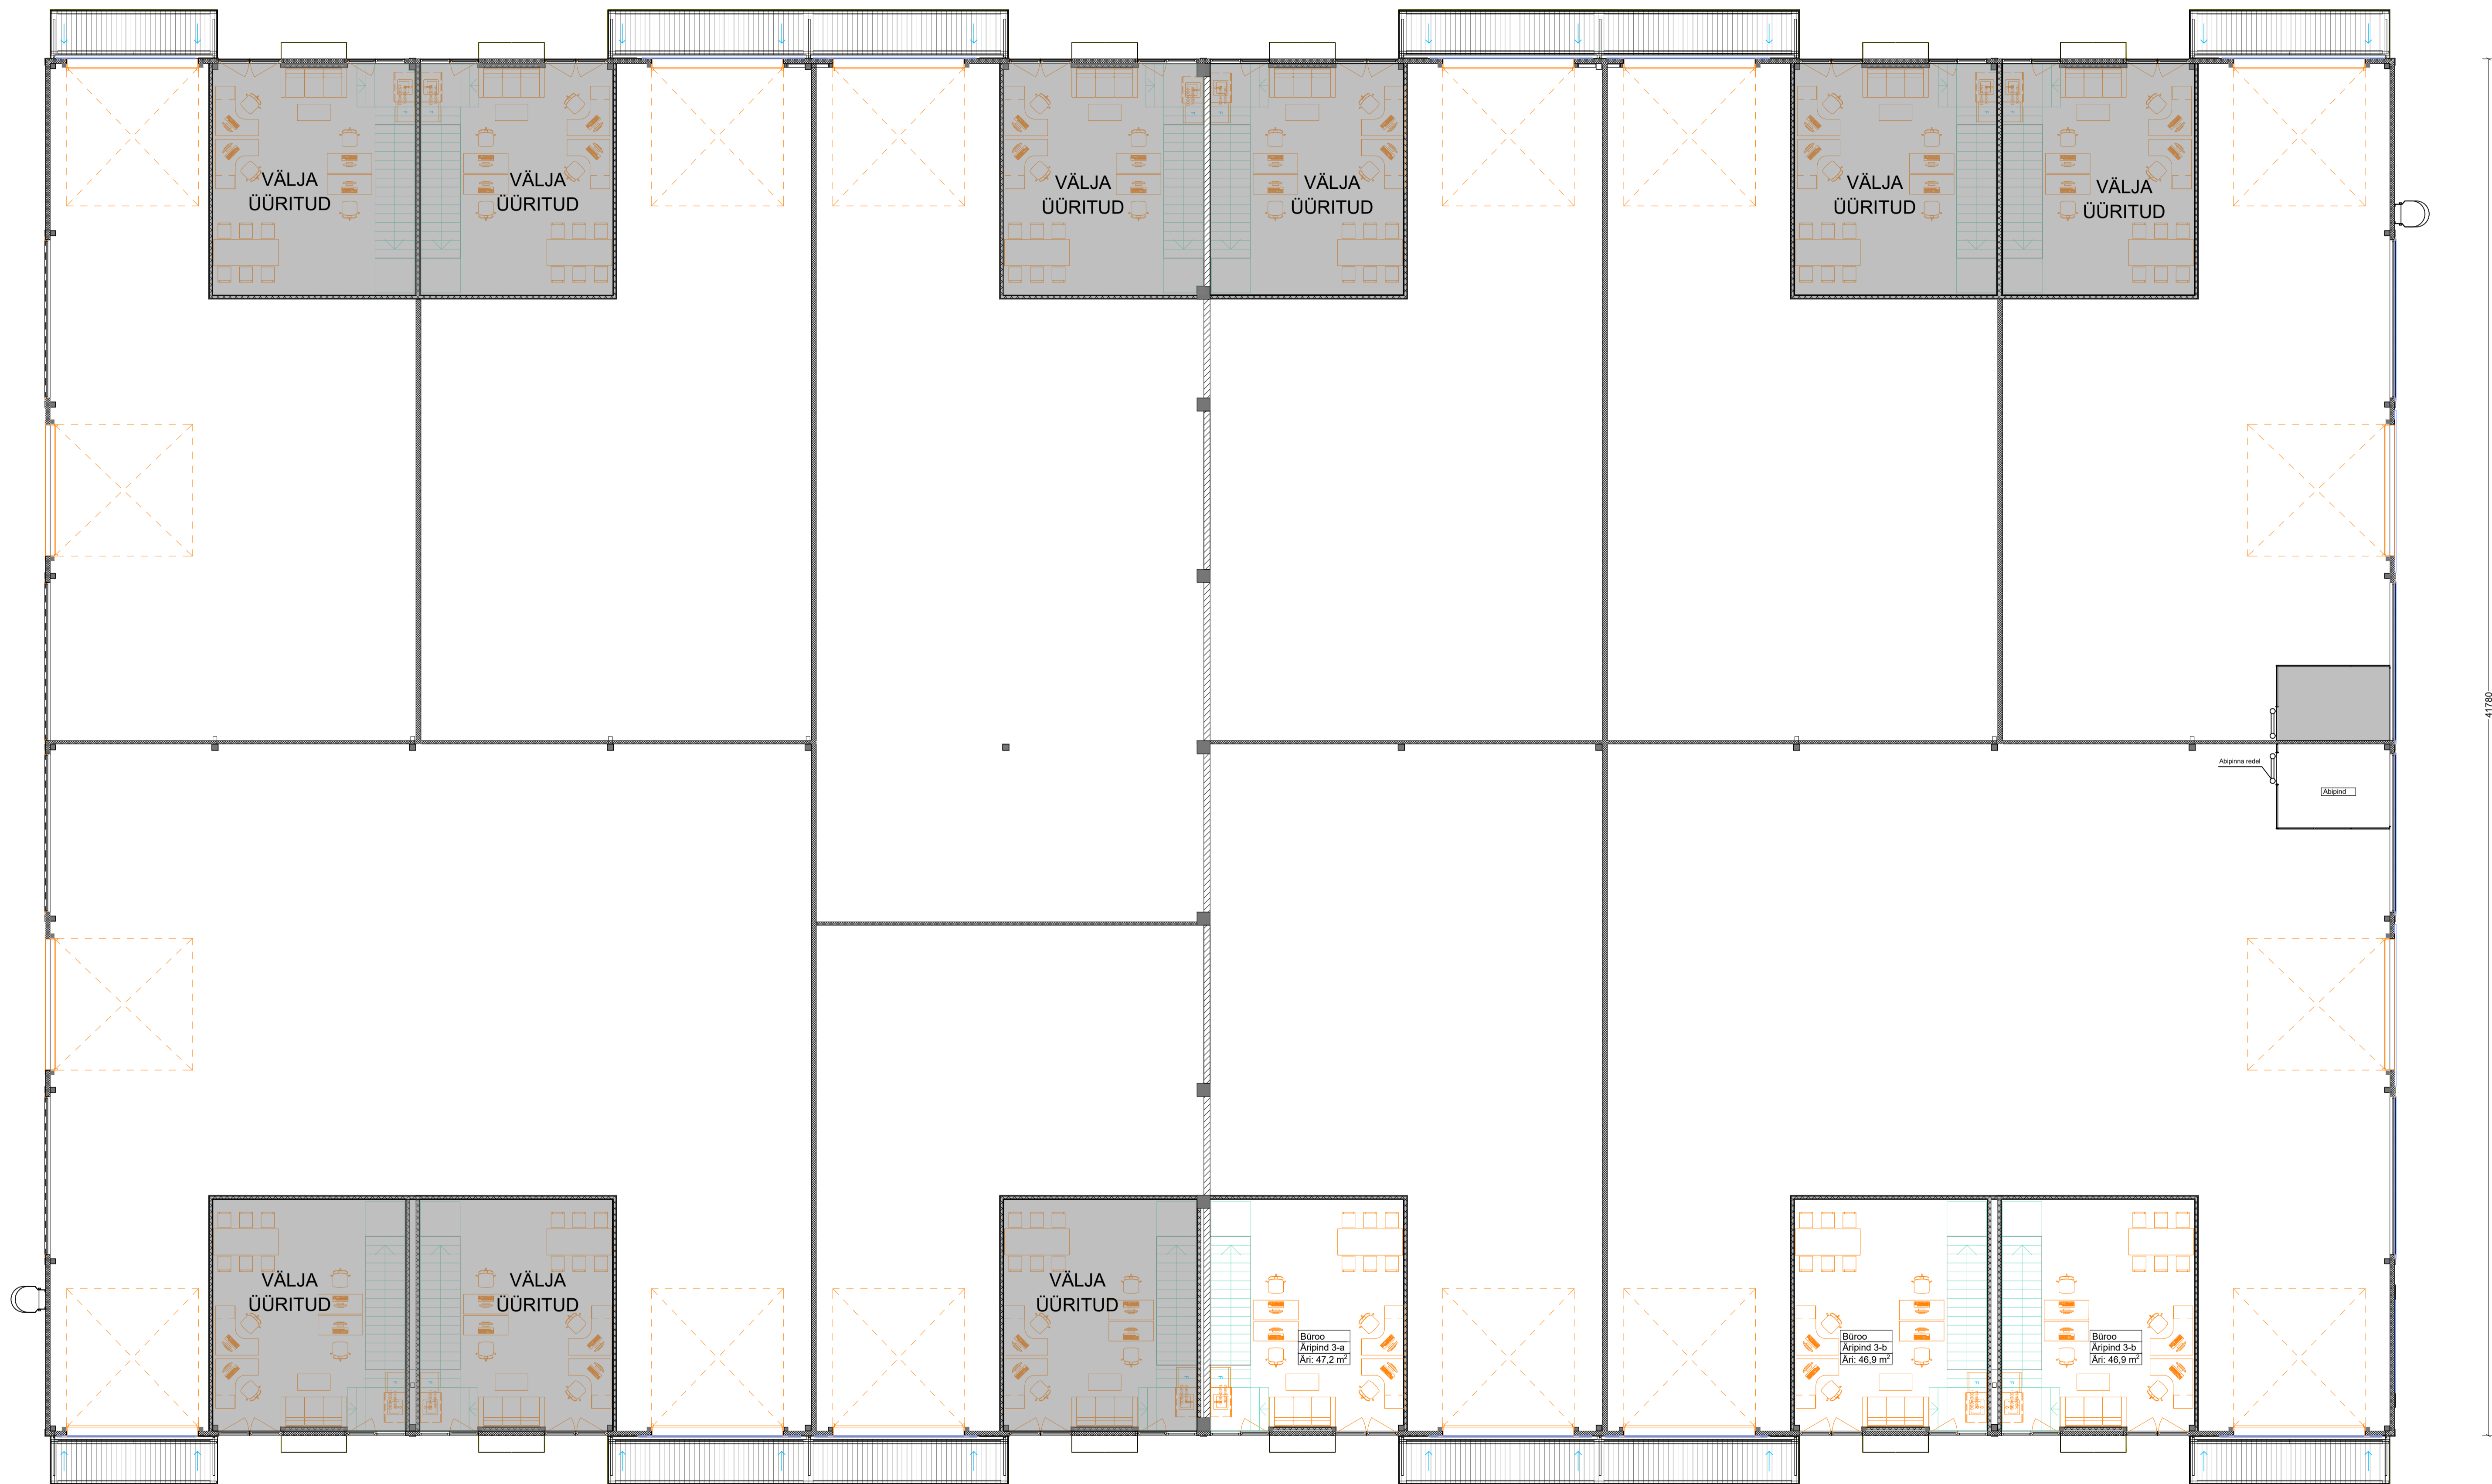 VÄLJA
ÜÜRITUD
VÄLJA
ÜÜRITUD
VÄLJA
ÜÜRITUD
VÄLJA
ÜÜRITUD
VÄLJA
ÜÜRITUD
VÄLJA
ÜÜRITUD
41780
Abipinna redel
Abipind
VÄLJA
ÜÜRITUD
VÄLJA
ÜÜRITUD
VÄLJA
ÜÜRITUD
Büroo
Äripind 3-a
Äri: 47,2 m²
Büroo
Äripind 3-b
Äri: 46,9 m²
Büroo
Äripind 3-b
Äri: 46,9 m²